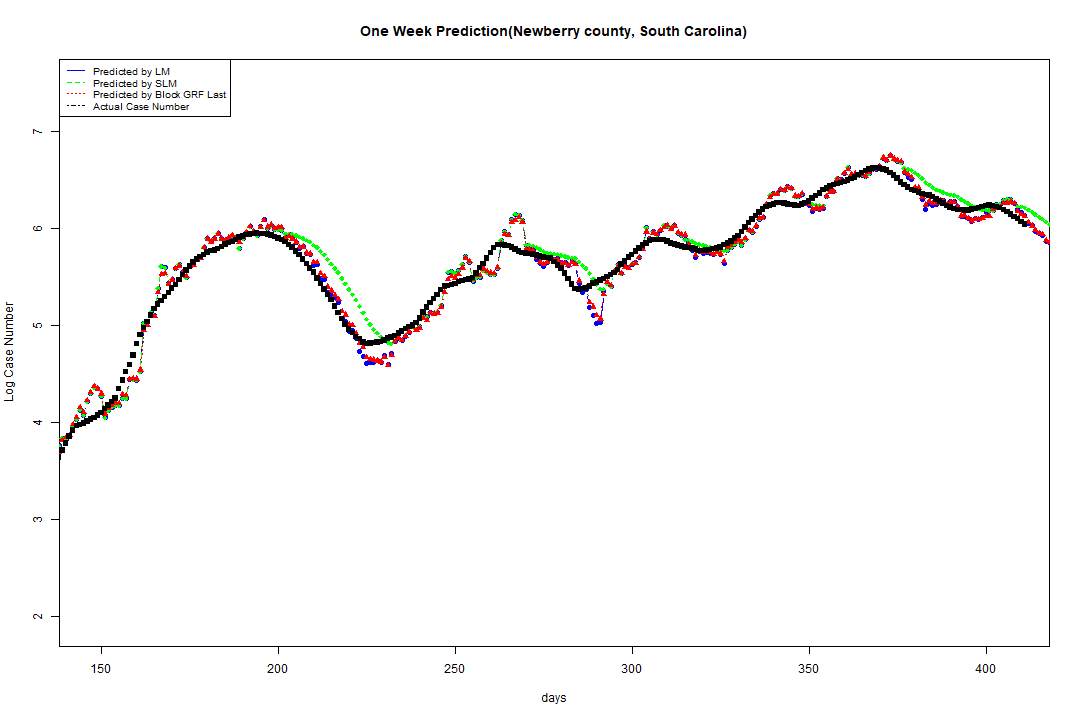 One Week Prediction(Newberry county, South Carolina)
Predicted by LM
Predicted by SLM
Predicted by Block GRF Last
Actual Case Number
7
6
5
4
3
2
Log Case Number
150 200 250 300 350 400
days